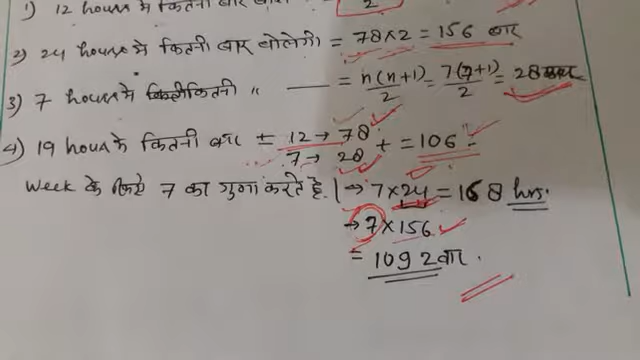 1) 12 hours मे कितनी बार
2
2) 24 hours मे कितनी बार बोलेगी = 78×2 = 156 बार
3) 7 hours मे कितनी " —— = n(n+1)/2 = 7(7+1)/2 = 28
4) 19 hours के कितनी बार = 12 → 78
7 → 28 + = 106
week के लिए 7 का गुणा करते है. | → 7×24 = 168 hrs.
→ 7×156
= 1092 बार.